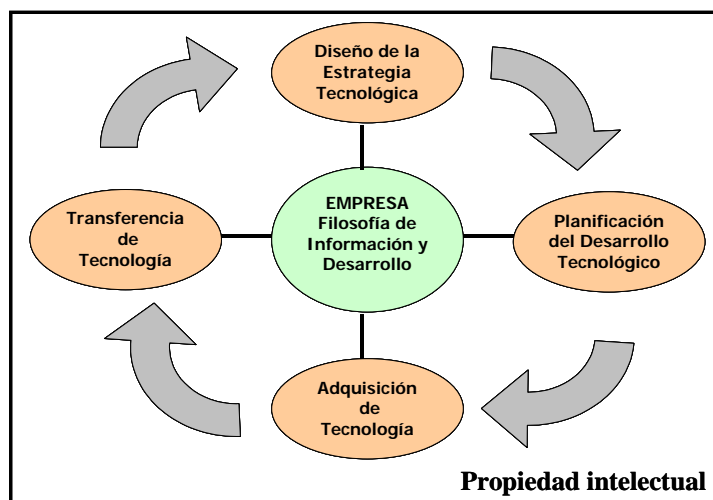 Diseño de la
Estrategia
Tecnológica
EMPRESA
Filosofía de
Información y
Desarrollo
Transferencia
de
Tecnología
Planificación
del Desarrollo
Tecnológico
Adquisición
de
Tecnología
Propiedad intelectual